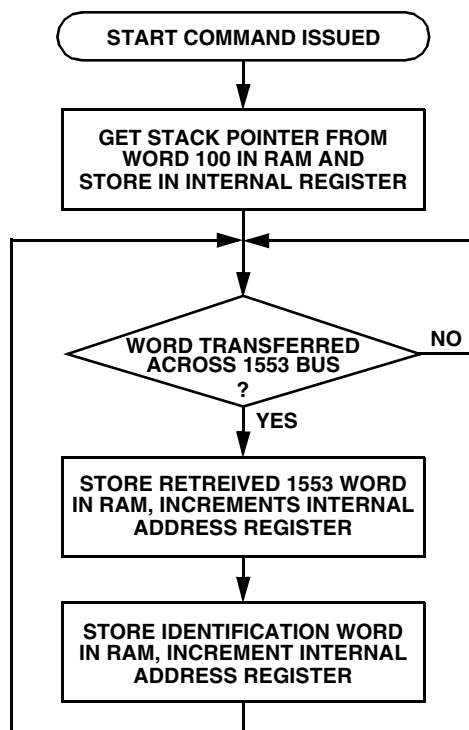 START COMMAND ISSUED
GET STACK POINTER FROM
WORD 100 IN RAM AND
STORE IN INTERNAL REGISTER
WORD TRANSFERRED
ACROSS 1553 BUS
?
NO
YES
STORE RETREIVED 1553 WORD
IN RAM, INCREMENTS INTERNAL
ADDRESS REGISTER
STORE IDENTIFICATION WORD
IN RAM, INCREMENT INTERNAL
ADDRESS REGISTER